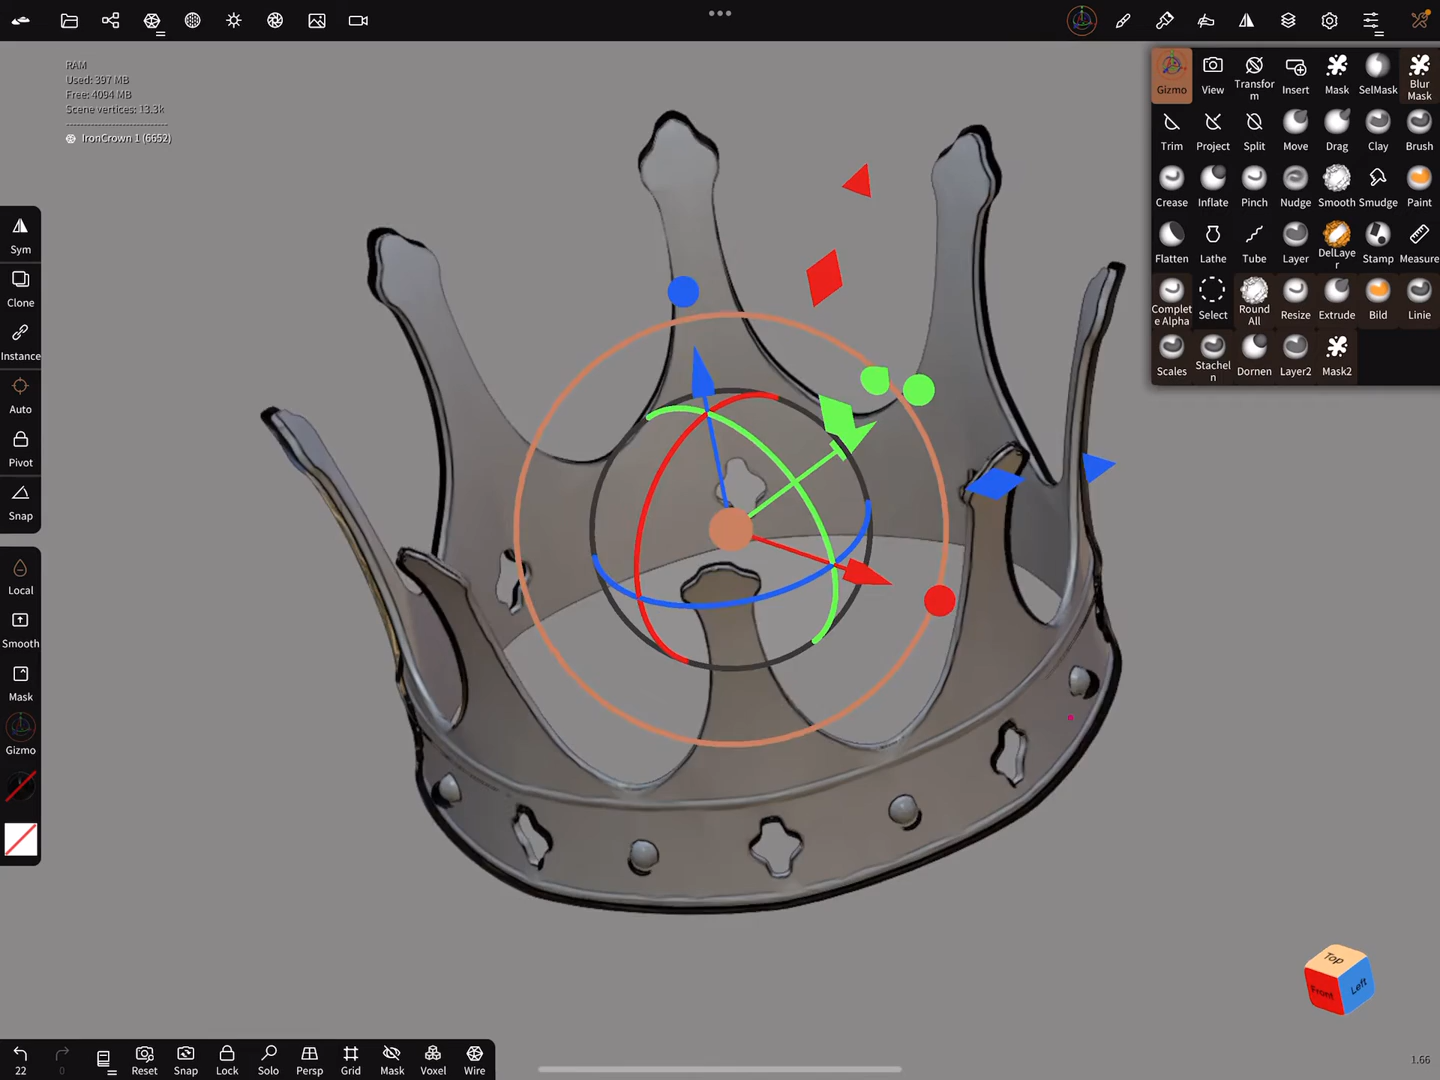 RAM
Used: 397 MB
Free: 4094 MB
Scene vertices: 13.3k
IronCrown 1 (6652)
Gizmo
View
Transfor
m
Insert
Mask
SelMask
Blur
Mask
Trim
Project
Split
Move
Drag
Clay
Brush
Crease
Inflate
Pinch
Nudge
Smooth
Smudge
Paint
Flatten
Lathe
Tube
Layer
DelLaye
r
Stamp
Measure
Complet
e Alpha
Select
Round
All
Resize
Extrude
Bild
Linie
Scales
Stachel
n
Dornen
Layer2
Mask2
Sym
Clone
Instance
Auto
Pivot
Snap
Local
Smooth
Mask
Gizmo
Top
Front
Left
22
0
Reset
Snap
Lock
Solo
Persp
Grid
Mask
Voxel
Wire
1.66